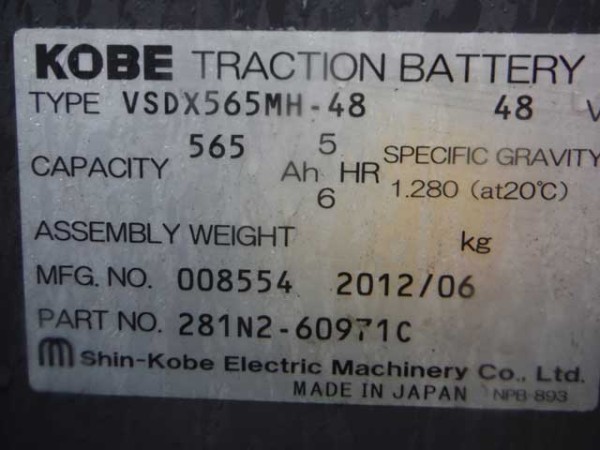 KOBE TRACTION BATTERY
TYPE VSDX565MH-48 48 V
CAPACITY 565 Ah 5 HR SPECIFIC GRAVITY
6 1.280 (at20℃)
ASSEMBLY WEIGHT kg
MFG. NO. 008554 2012/06
PART NO. 281N2-60971C
m Shin-Kobe Electric Machinery Co., Ltd.
MADE IN JAPAN NPB-893